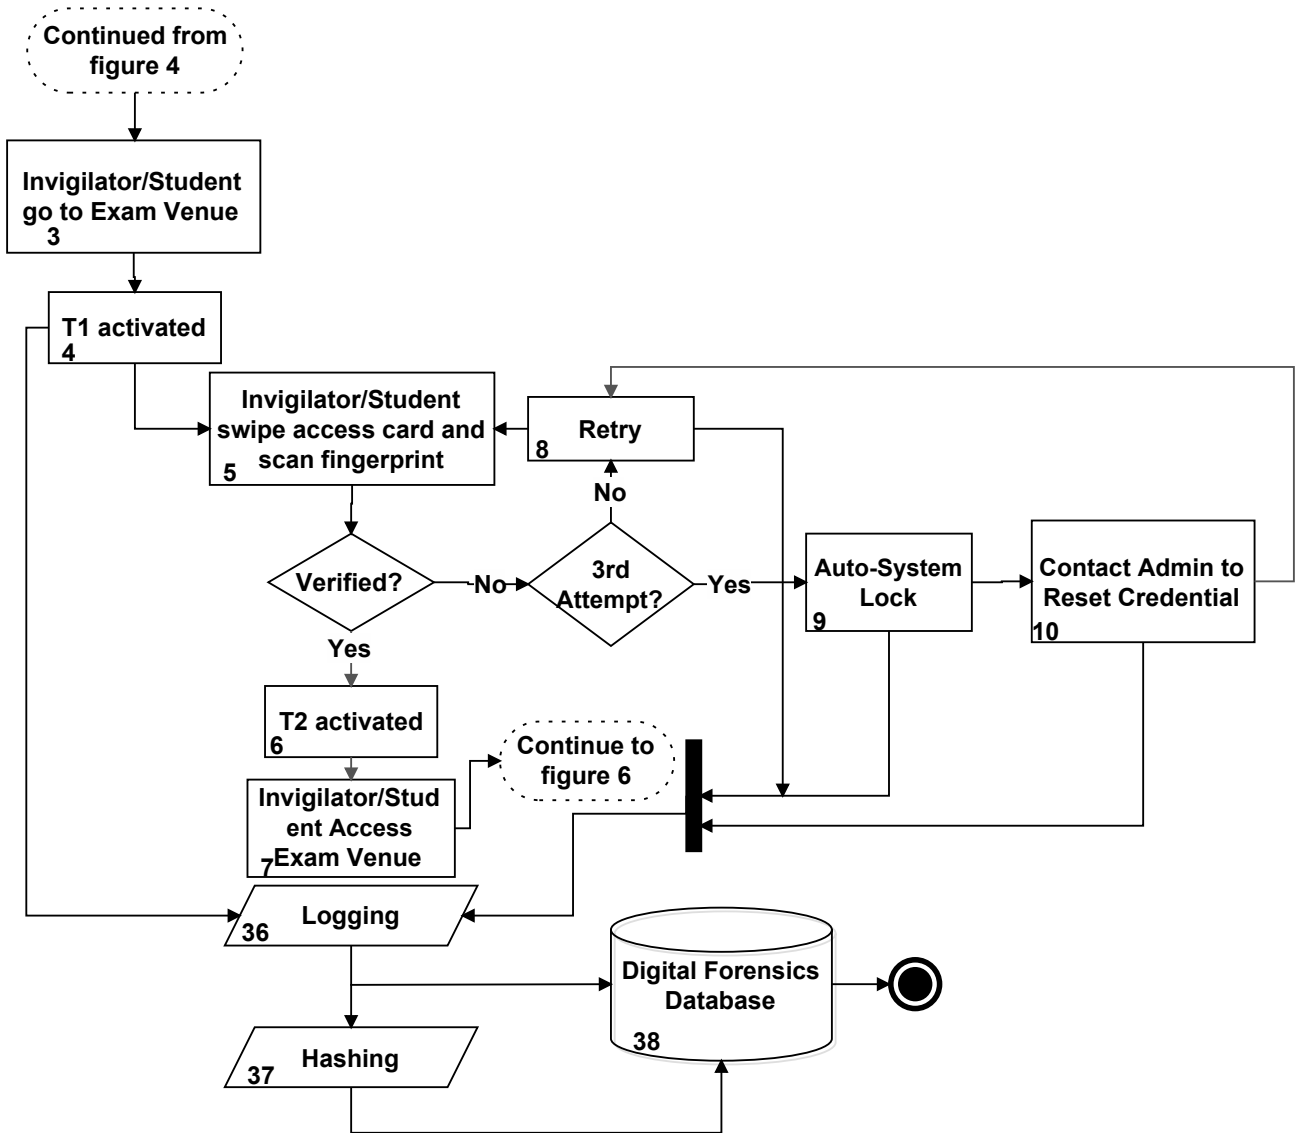 Continued from
figure 4
Invigilator/Student
go to Exam Venue
3
T1 activated
4
Invigilator/Student
swipe access card and
scan fingerprint
5
Retry
8
No
Verified?
No
3rd
Attempt?
Yes
Auto-System
Lock
9
Contact Admin to
Reset Credential
10
Yes
T2 activated
6
Continue to
figure 6
Invigilator/Stud
ent Access
Exam Venue
7
Logging
36
Digital Forensics
Database
38
Hashing
37